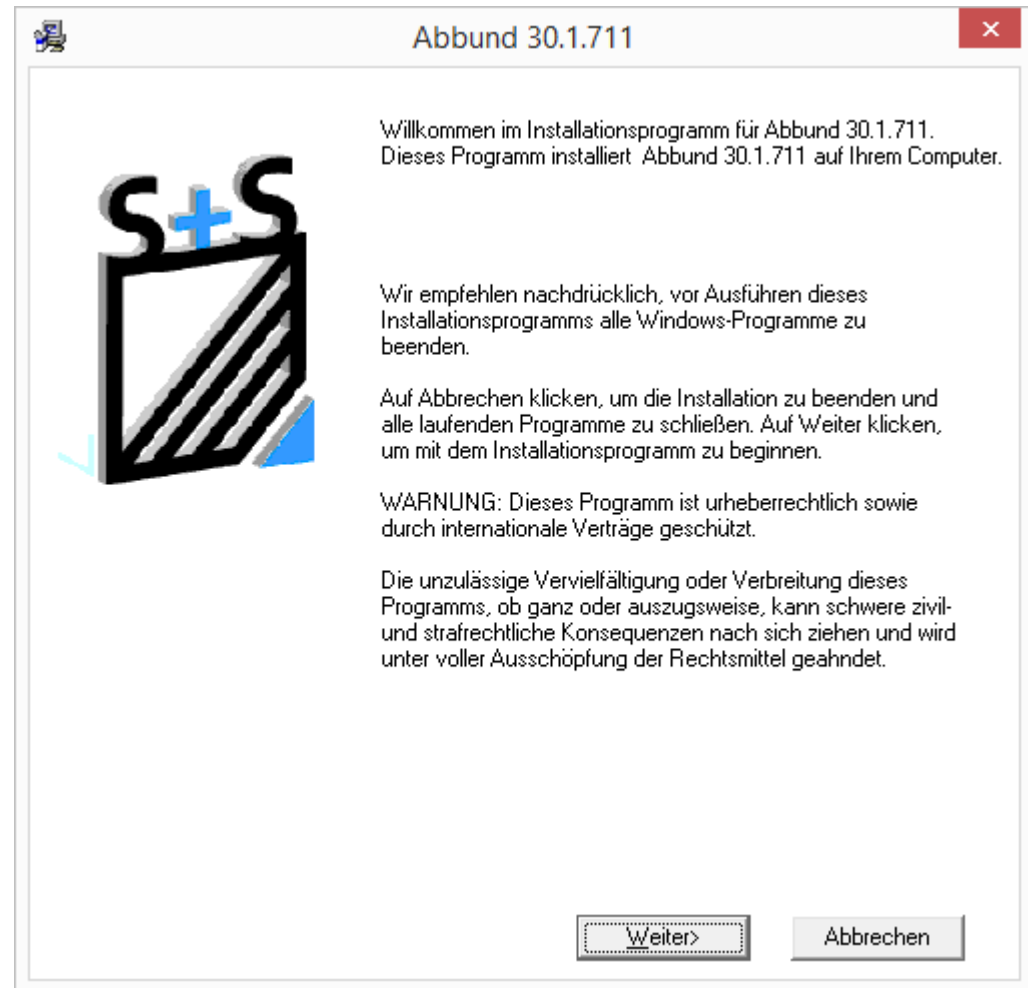 Abbund 30.1.711
Willkommen im Installationsprogramm für Abbund 30.1.711.
Dieses Programm installiert Abbund 30.1.711 auf Ihrem Computer.
S+S
Wir empfehlen nachdrücklich, vor Ausführen dieses
Installationsprogramms alle Windows-Programme zu
beenden.
Auf Abbrechen klicken, um die Installation zu beenden und
alle laufenden Programme zu schließen. Auf Weiter klicken,
um mit dem Installationsprogramm zu beginnen.
WARNUNG: Dieses Programm ist urheberrechtlich sowie
durch internationale Verträge geschützt.
Die unzulässige Vervielfältigung oder Verbreitung dieses
Programms, ob ganz oder auszugsweise, kann schwere zivil-
und strafrechtliche Konsequenzen nach sich ziehen und wird
unter voller Ausschöpfung der Rechtsmittel geahndet.
Weiter>
Abbrechen